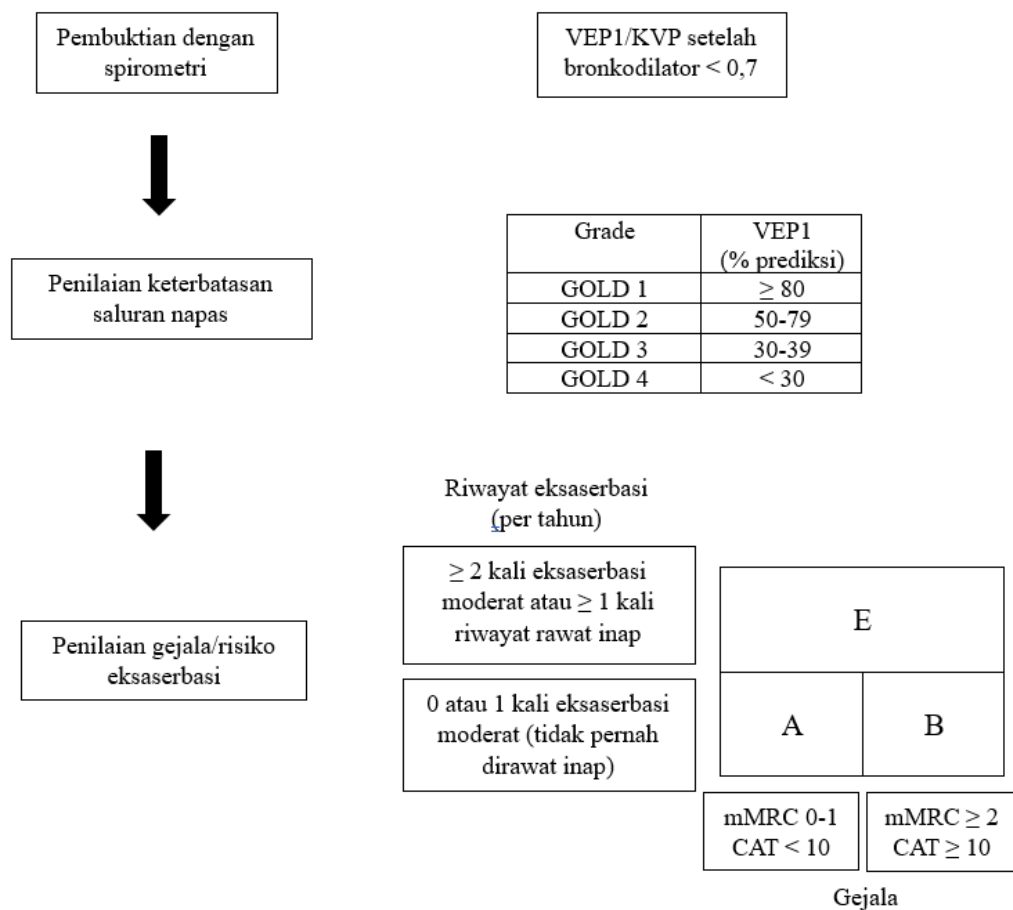 Pembuktian dengan
spirometri
VEP1/KVP setelah
bronkodilator < 0,7
Penilaian keterbatasan
saluran napas
Grade VEP1
(% prediksi)
GOLD 1 ≥ 80
GOLD 2 50-79
GOLD 3 30-39
GOLD 4 < 30
Penilaian gejala/risiko
eksaserbasi
Riwayat eksaserbasi
(per tahun)
≥ 2 kali eksaserbasi
moderat atau ≥ 1 kali
riwayat rawat inap
0 atau 1 kali eksaserbasi
moderat (tidak pernah
dirawat inap)
E
A B
mMRC 0-1
CAT < 10
mMRC ≥ 2
CAT ≥ 10
Gejala